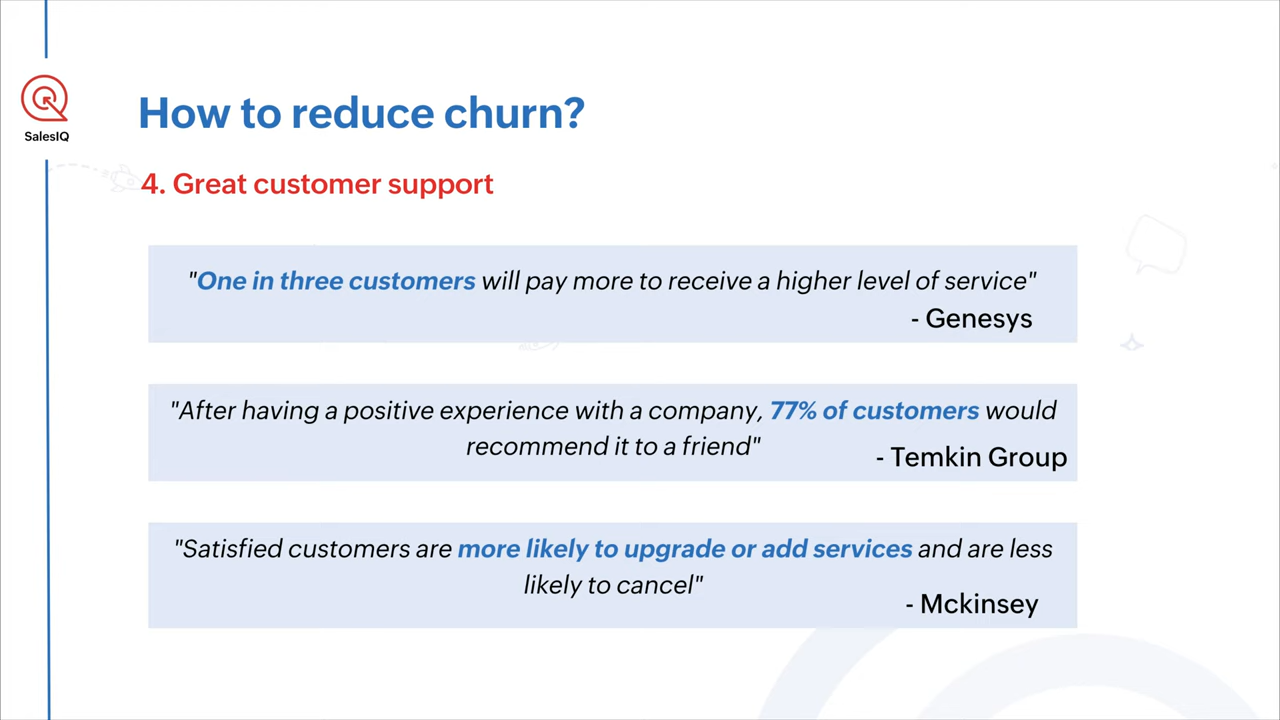 SalesIQ
How to reduce churn?
4. Great customer support
"One in three customers will pay more to receive a higher level of service"
- Genesys
"After having a positive experience with a company, 77% of customers would
recommend it to a friend"
- Temkin Group
"Satisfied customers are more likely to upgrade or add services and are less
likely to cancel"
- Mckinsey